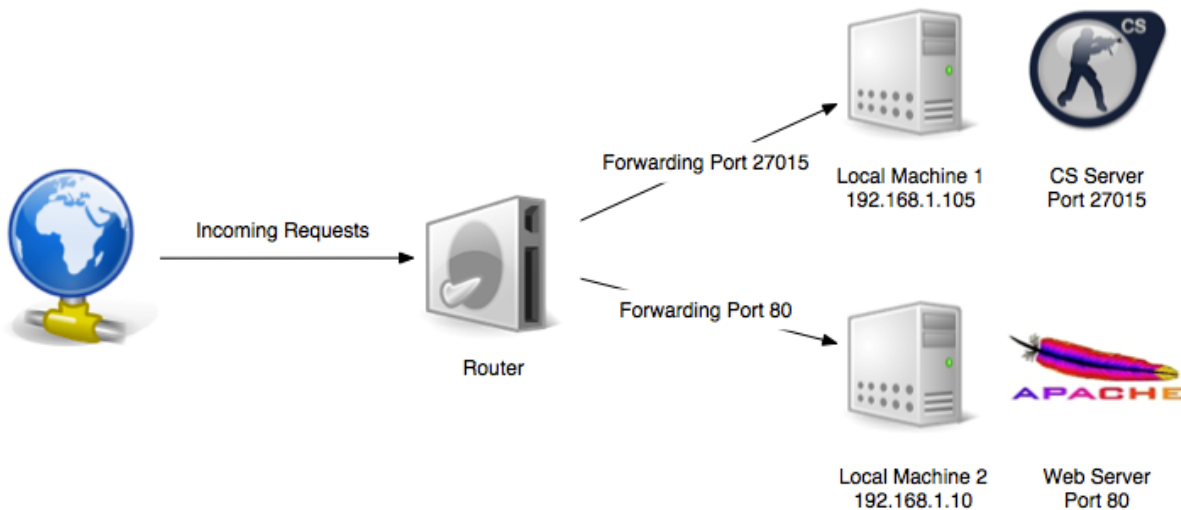 CS
Forwarding Port 27015
Local Machine 1
192.168.1.105
CS Server
Port 27015
Incoming Requests
Router
Forwarding Port 80
APACHE
Local Machine 2
192.168.1.10
Web Server
Port 80